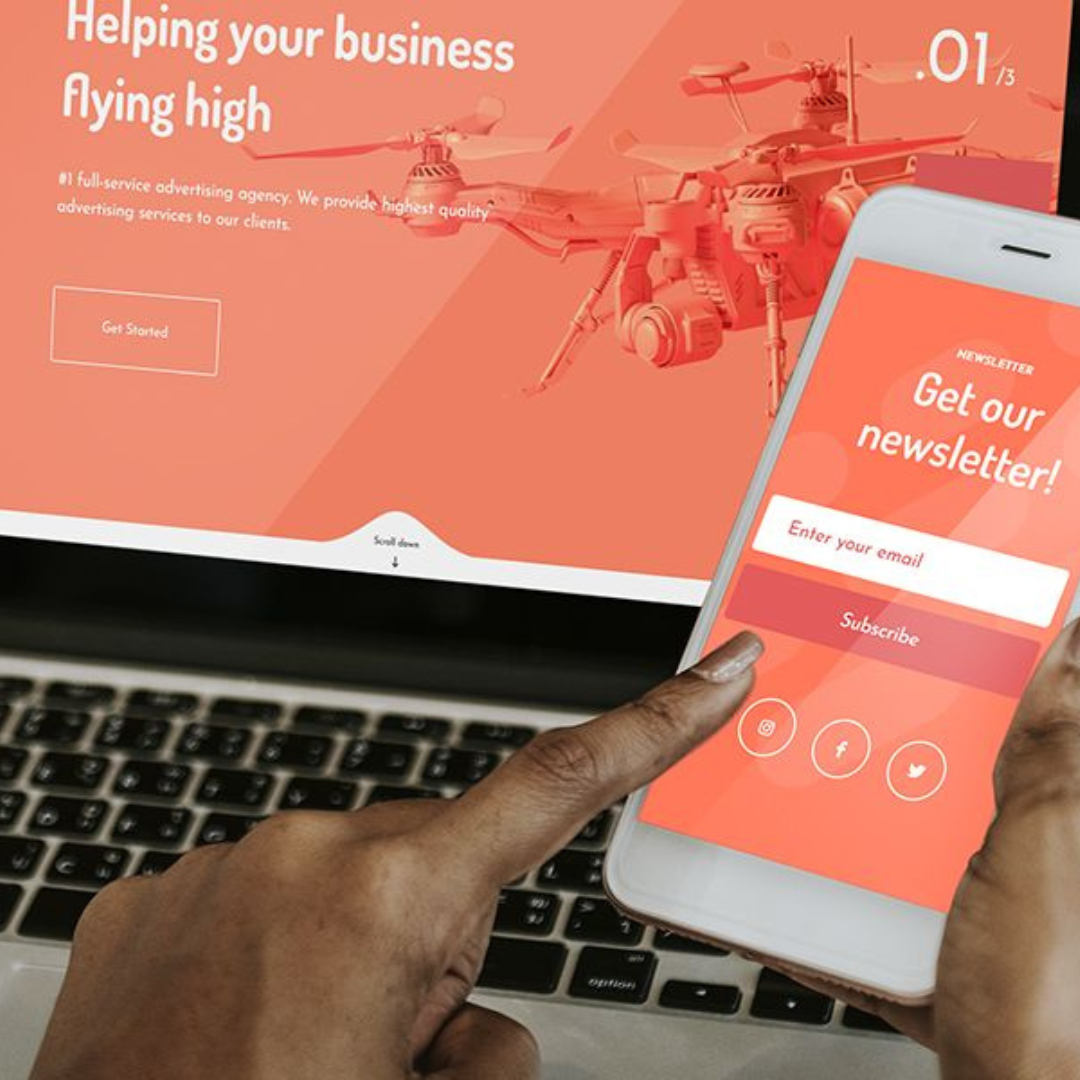 Helping your business
flying high
#1 full-service advertising agency. We provide highest quality
advertising services to our clients.
Get Started
Scroll down
.01/3
NEWSLETTER
Get our
newsletter!
Enter your email
Subscribe
option